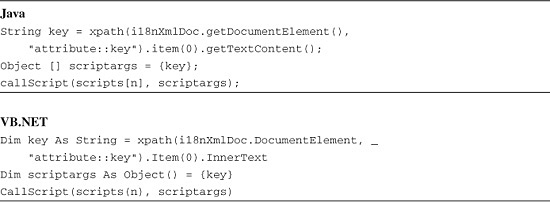 Java
String key = xpath(i18nXmlDoc.getDocumentElement(),
"attribute::key").item(0).getTextContent();
Object [] scriptargs = {key};
callScript(scripts[n], scriptargs);
VB.NET
Dim key As String = xpath(i18nXmlDoc.DocumentElement, _
"attribute::key").Item(0).InnerText
Dim scriptargs As Object() = {key}
CallScript(scripts(n), scriptargs)